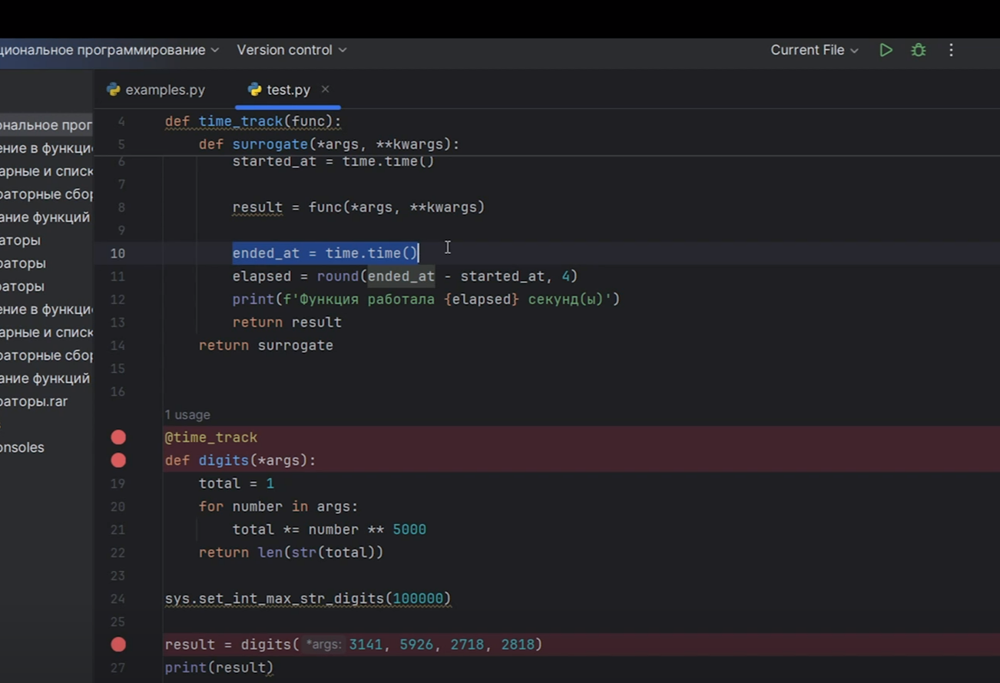 циональное программирование Version control Current File
examples.py test.py
ональное прог
ение в функци
арные и списк
раторные сбор
ание функций
аторы
раторы
раторы
ение в функци
арные и списк
раторные сбор
ание функций
раторы.rar
onsoles
4 def time_track(func):
5 def surrogate(*args, **kwargs):
6 started_at = time.time()
7
8 result = func(*args, **kwargs)
9
10 ended_at = time.time()
11 elapsed = round(ended_at - started_at, 4)
12 print(f'Функция работала {elapsed} секунд(ы)')
13 return result
14 return surrogate
15
16
1 usage
@time_track
def digits(*args):
19 total = 1
20 for number in args:
21 total *= number ** 5000
22 return len(str(total))
23
24 sys.set_int_max_str_digits(100000)
25
result = digits( *args: 3141, 5926, 2718, 2818)
27 print(result)